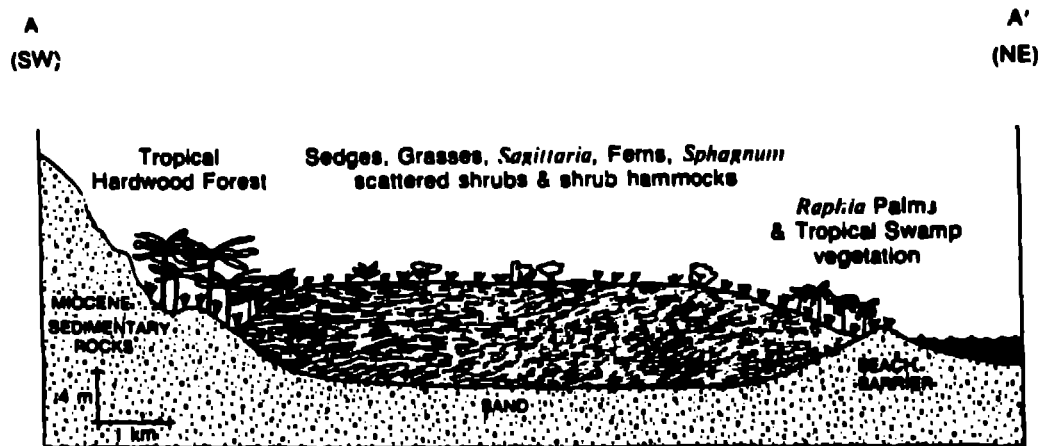 A
(SW)
A'
(NE)
Tropical
Hardwood Forest
Sedges, Grasses, Sagittaria, Ferns, Sphagnum
scattered shrubs & shrub hammocks
Raphia Palms
& Tropical Swamp
vegetation
MIOCENE
SEDIMENTARY
ROCKS
BEACH
BARRIER
SAND
4 m
1 km